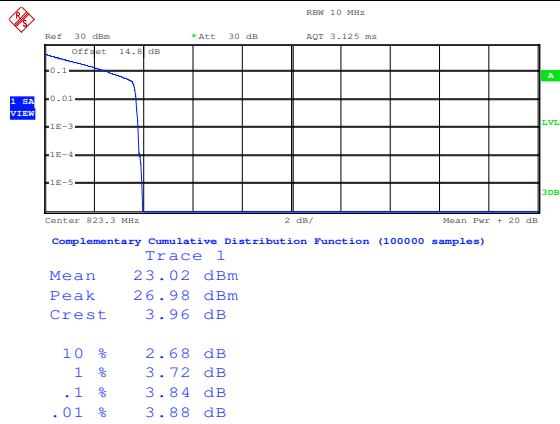 R S
RBW 10 MHz
Ref 30 dBm *Att 30 dB AQT 3.125 ms
Offset 14.8 dB
0.1
A
0.01
1 SA
VIEW
1E-3
LVL
1E-4
1E-5
3DB
Center 823.3 MHz 2 dB/ Mean Pwr + 20 dB
Complementary Cumulative Distribution Function (100000 samples)
Trace 1
Mean 23.02 dBm
Peak 26.98 dBm
Crest 3.96 dB
10 % 2.68 dB
1 % 3.72 dB
.1 % 3.84 dB
.01 % 3.88 dB